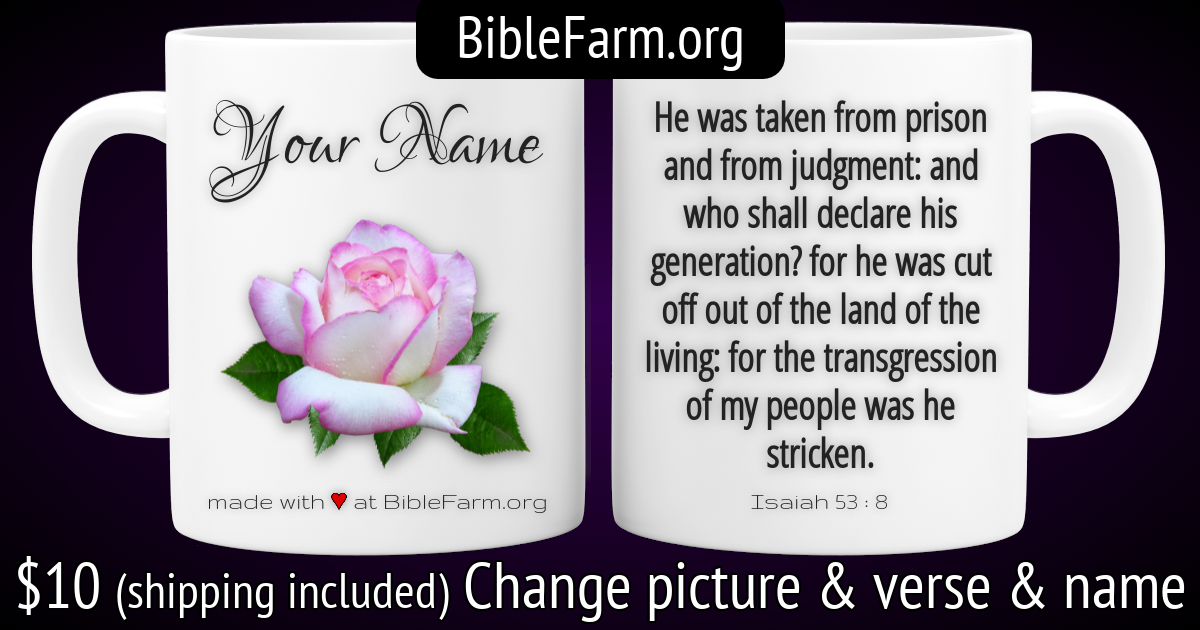 BibleFarm.org
Your Name
made with ♥ at BibleFarm.org
He was taken from prison
and from judgment: and
who shall declare his
generation? for he was cut
off out of the land of the
living: for the transgression
of my people was he
stricken.
Isaiah 53 : 8
$10 (shipping included) Change picture & verse & name